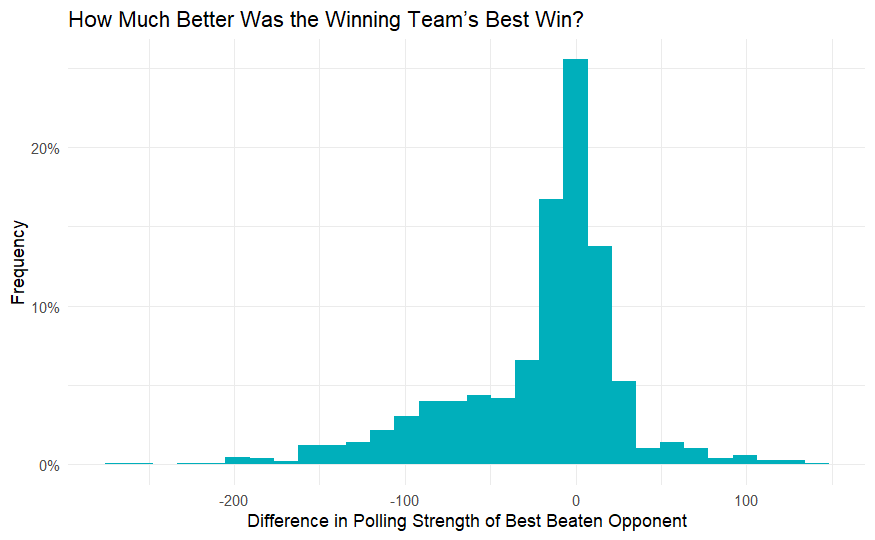 How Much Better Was the Winning Team’s Best Win?
Frequency
20%
10%
0%
-200
-100
0
100
Difference in Polling Strength of Best Beaten Opponent